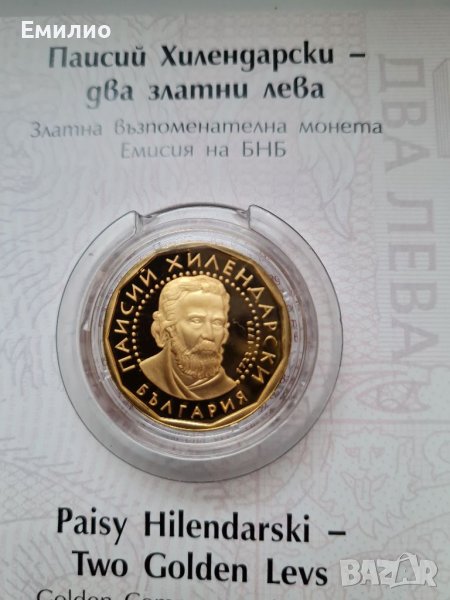 Емилио
Паисий Хилендарски –
два златни лева
Златна възпоменателна монета
Емисия на БНБ
ДВА ЛЕВА
ПАИСИЙ ХИЛЕНДАРСКИ
БЪЛГАРИЯ
Paisy Hilendarski –
Two Golden Levs
BAZAR